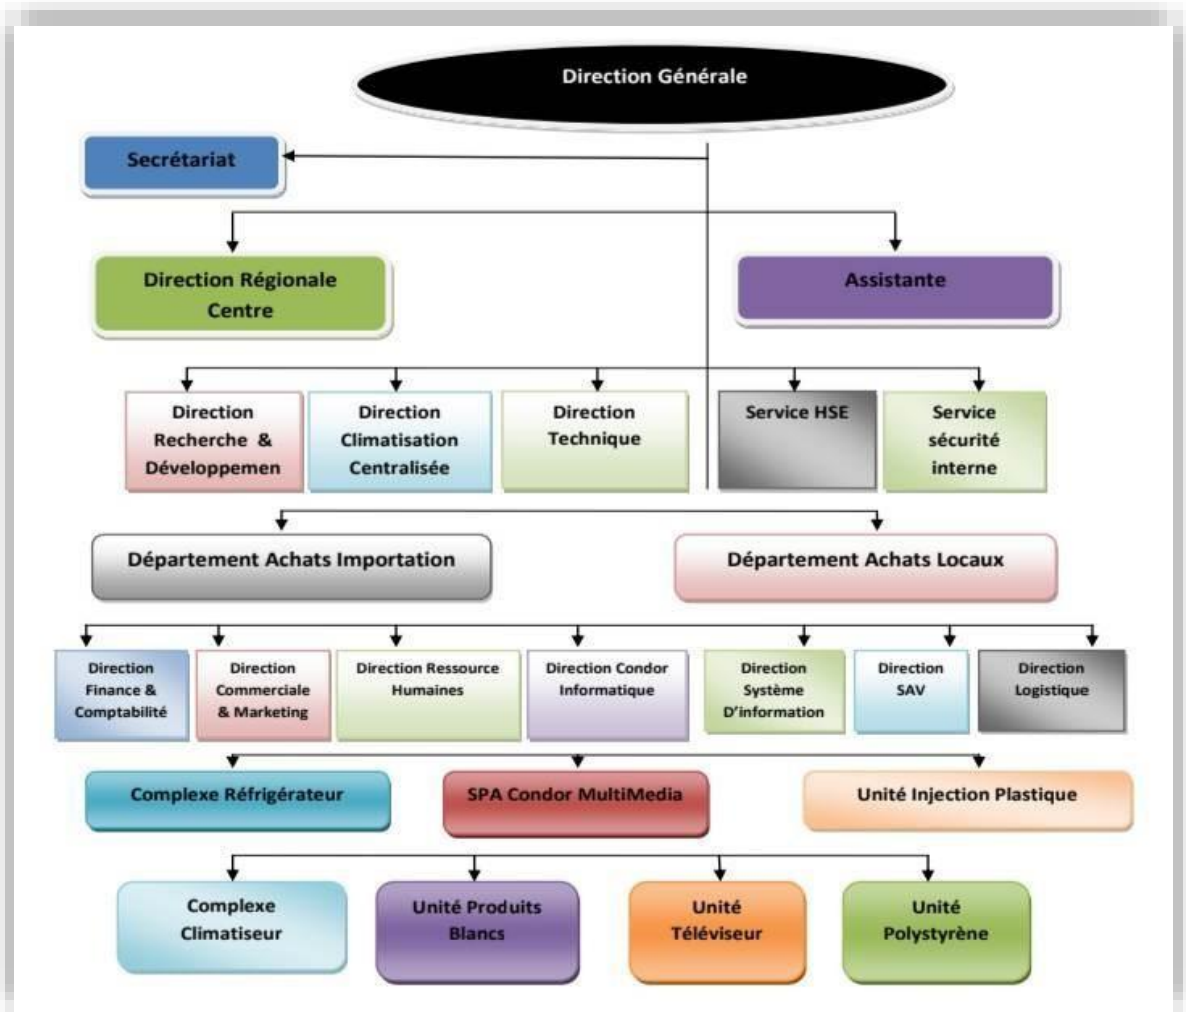 Direction Générale
Secrétariat
Direction Régionale
Centre
Assistante
Direction
Recherche &
Développemen
Direction
Climatisation
Centralisée
Direction
Technique
Service HSE
Service
sécurité
interne
Département Achats Importation
Département Achats Locaux
Direction
Finance &
Comptabilité
Direction
Commerciale
& Marketing
Direction Ressource
Humaines
Direction Condor
Informatique
Direction
Système
D'information
Direction
SAV
Direction
Logistique
Complexe Réfrigérateur
SPA Condor MultiMedia
Unité Injection Plastique
Complexe
Climatiseur
Unité Produits
Blancs
Unité
Téléviseur
Unité
Polystyrène